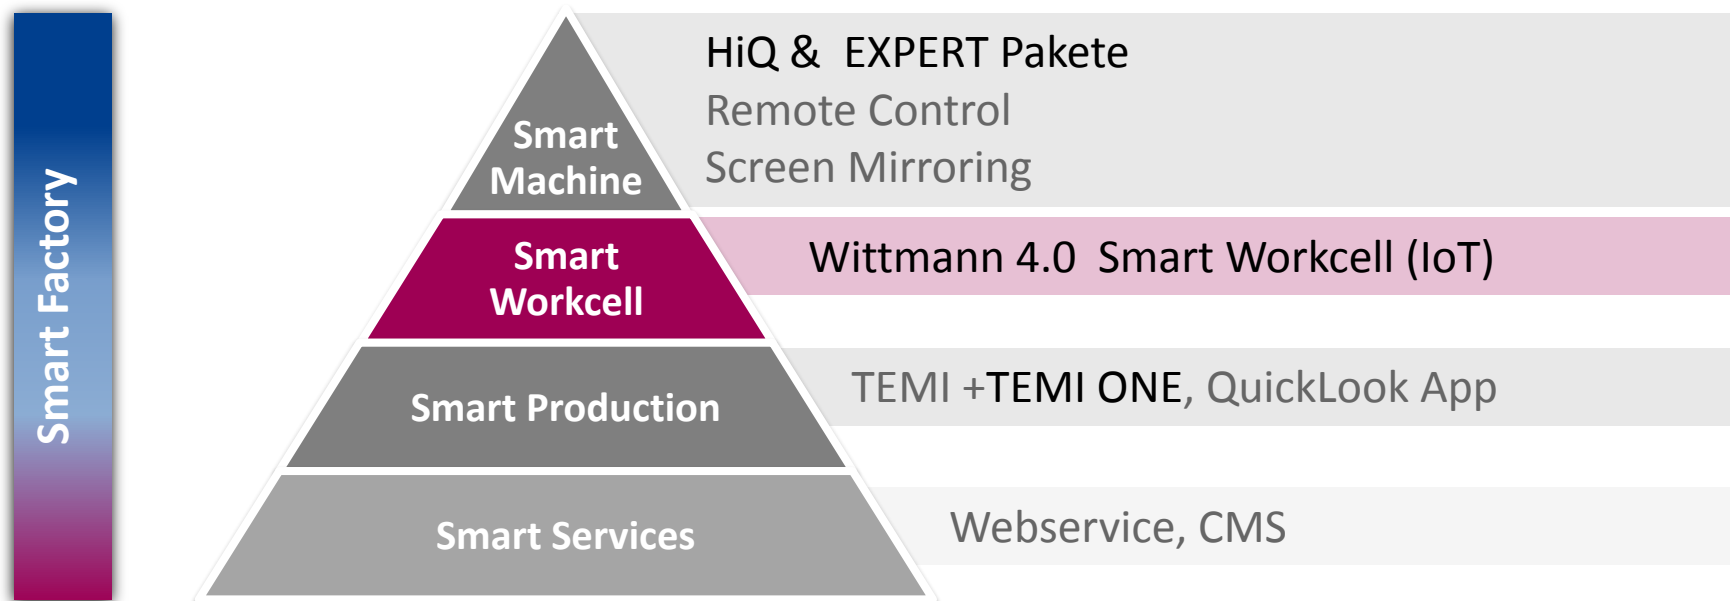 Smart Factory
Smart
Machine
HiQ & EXPERT Pakete
Remote Control
Screen Mirroring
Smart
Workcell
Wittmann 4.0 Smart Workcell (IoT)
Smart Production
TEMI +TEMI ONE, QuickLook App
Smart Services
Webservice, CMS